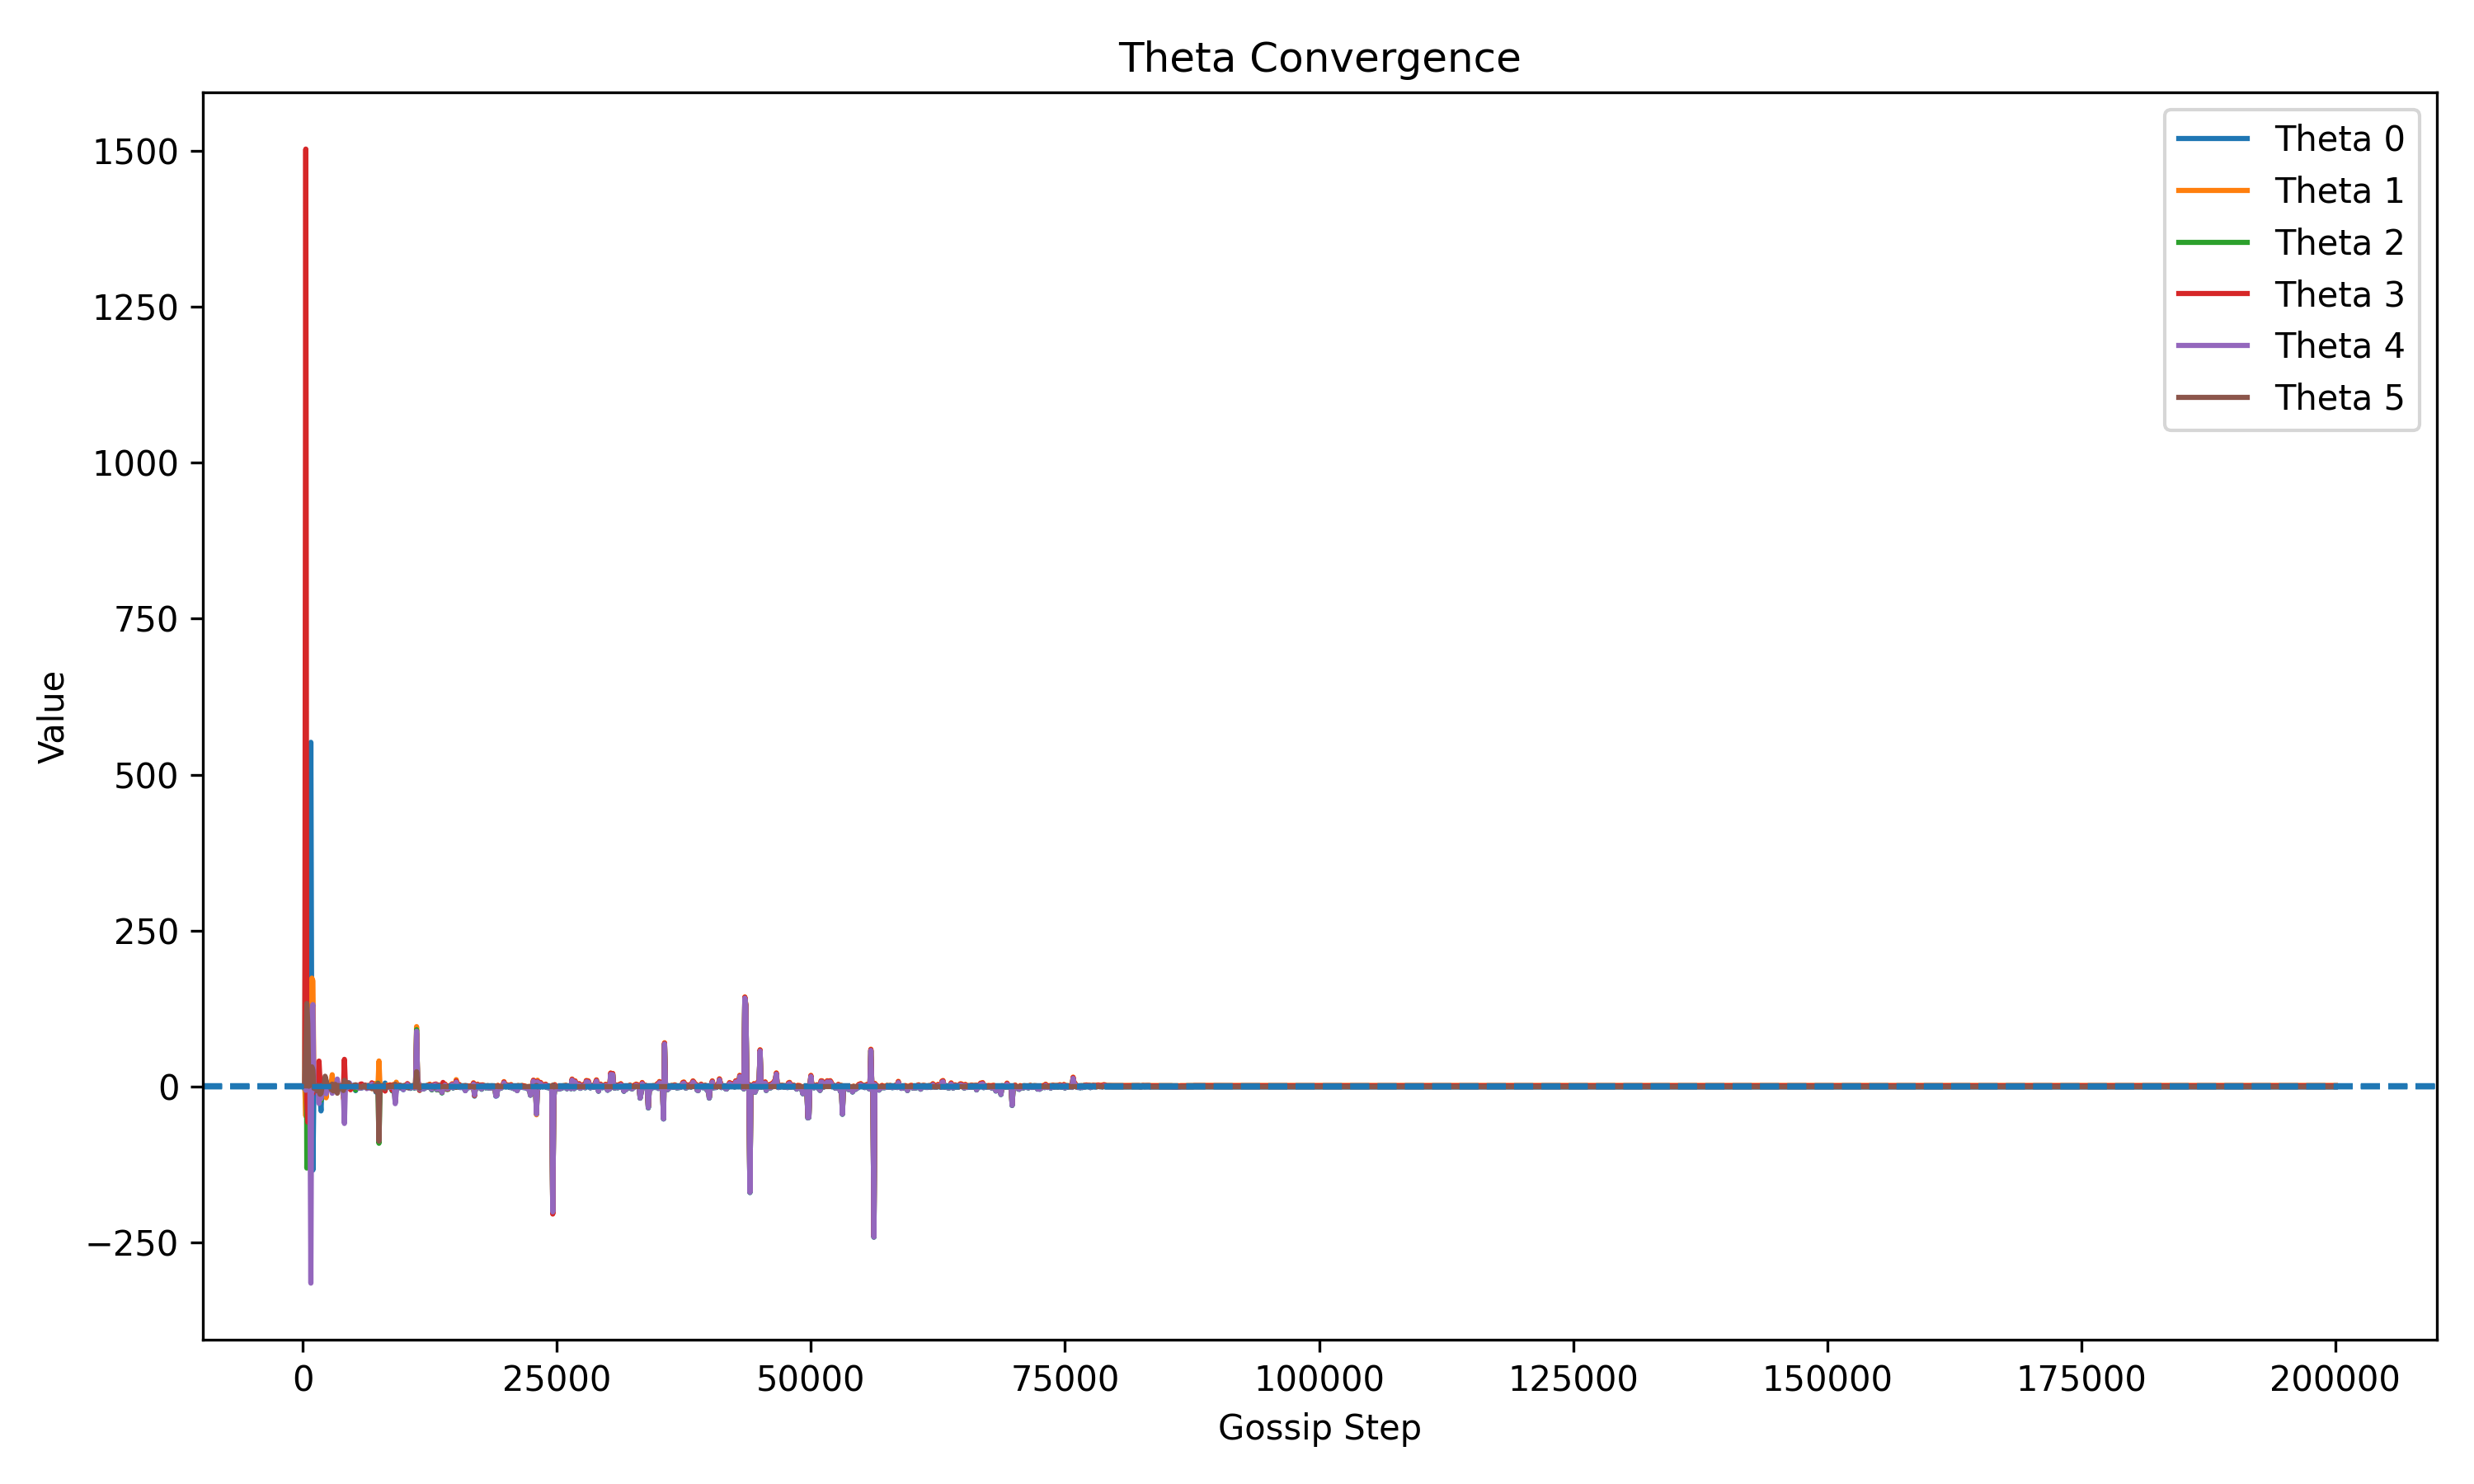 Theta Convergence
1500
1250
1000
750
500
250
0
−250
Value
0 25000 50000 75000 100000 125000 150000 175000 200000
Gossip Step
Theta 0
Theta 1
Theta 2
Theta 3
Theta 4
Theta 5